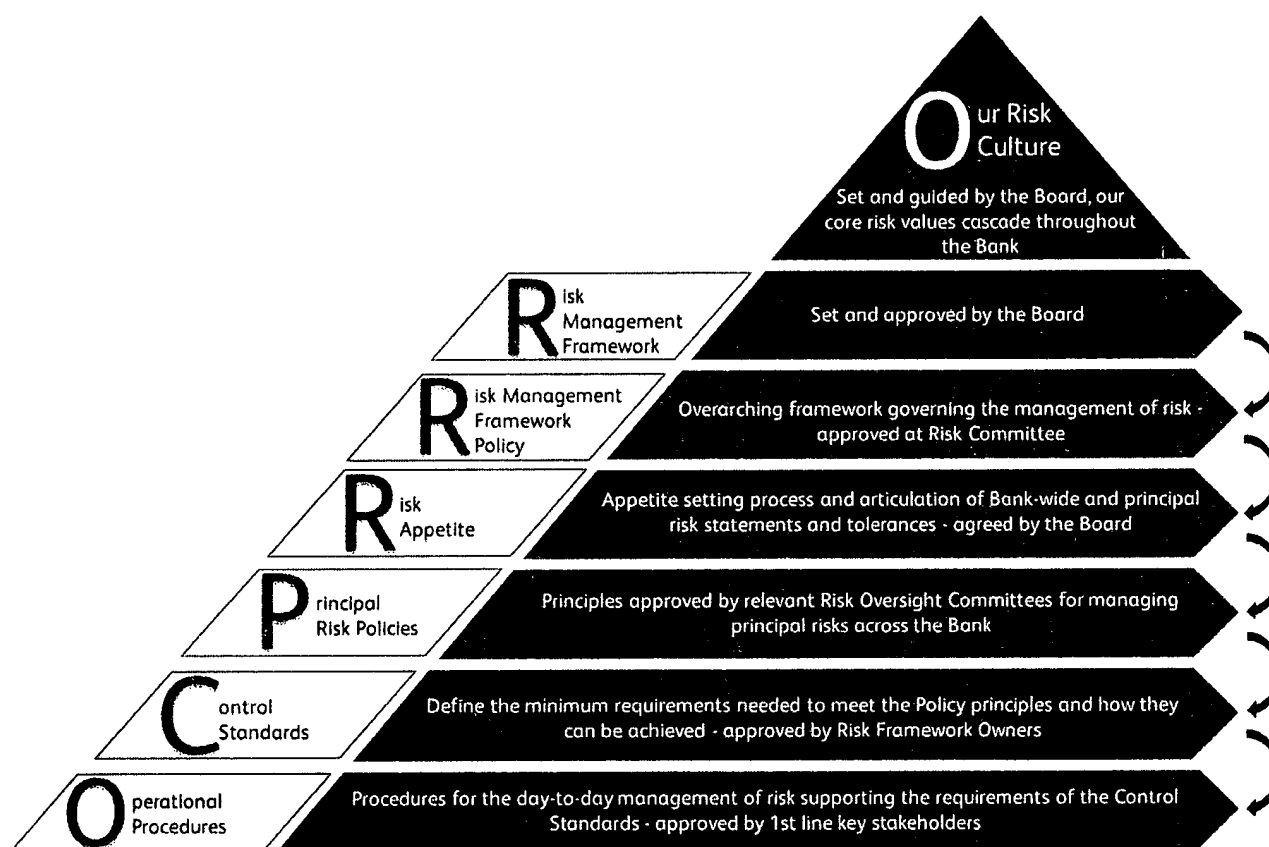 Our Risk
Culture
Set and guided by the Board, our
core risk values cascade throughout
the Bank
Risk
Management
Framework
Set and approved by the Board
Risk Management
Framework
Policy
Overarching framework governing the management of risk -
approved at Risk Committee
Risk
Appetite
Appetite setting process and articulation of Bank-wide and principal
risk statements and tolerances - agreed by the Board
Principal
Risk Policies
Principles approved by relevant Risk Oversight Committees for managing
principal risks across the Bank
Control
Standards
Define the minimum requirements needed to meet the Policy principles and how they
can be achieved - approved by Risk Framework Owners
Operational
Procedures
Procedures for the day-to-day management of risk supporting the requirements of the Control
Standards - approved by 1st line key stakeholders